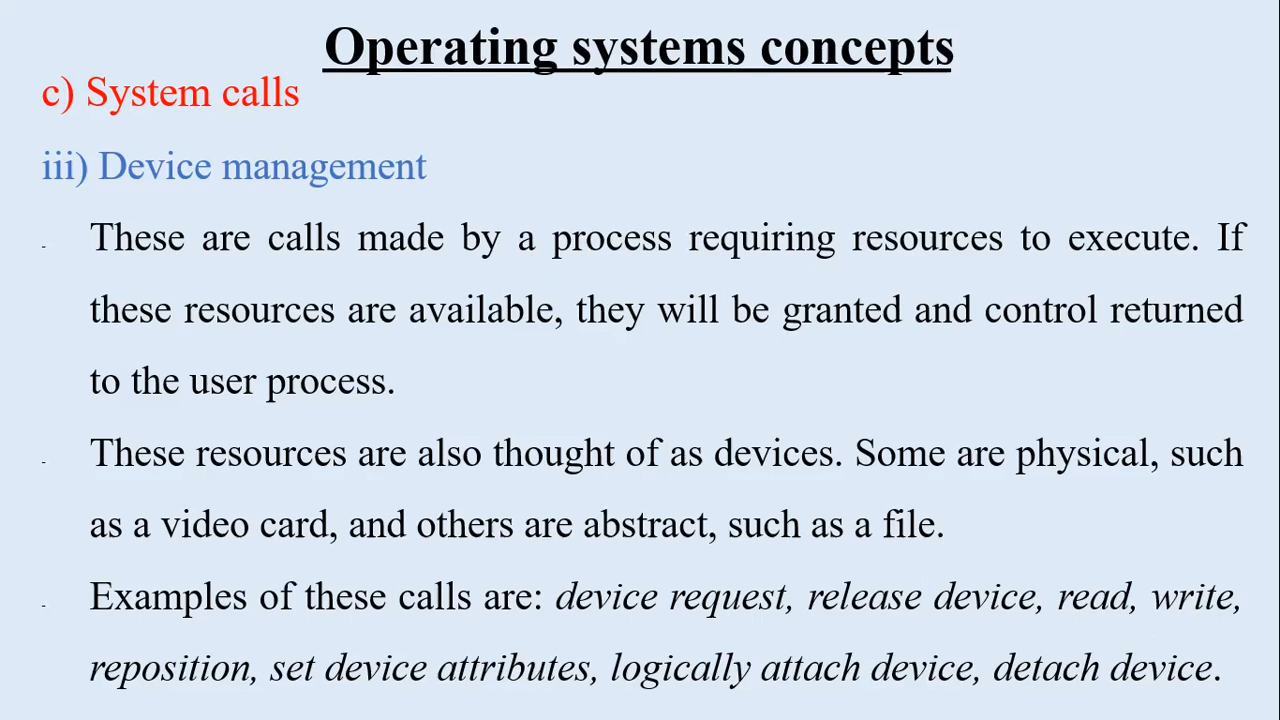 Operating systems concepts
c) System calls
iii) Device management
- These are calls made by a process requiring resources to execute. If
these resources are available, they will be granted and control returned
to the user process.
- These resources are also thought of as devices. Some are physical, such
as a video card, and others are abstract, such as a file.
- Examples of these calls are: device request, release device, read, write,
reposition, set device attributes, logically attach device, detach device.